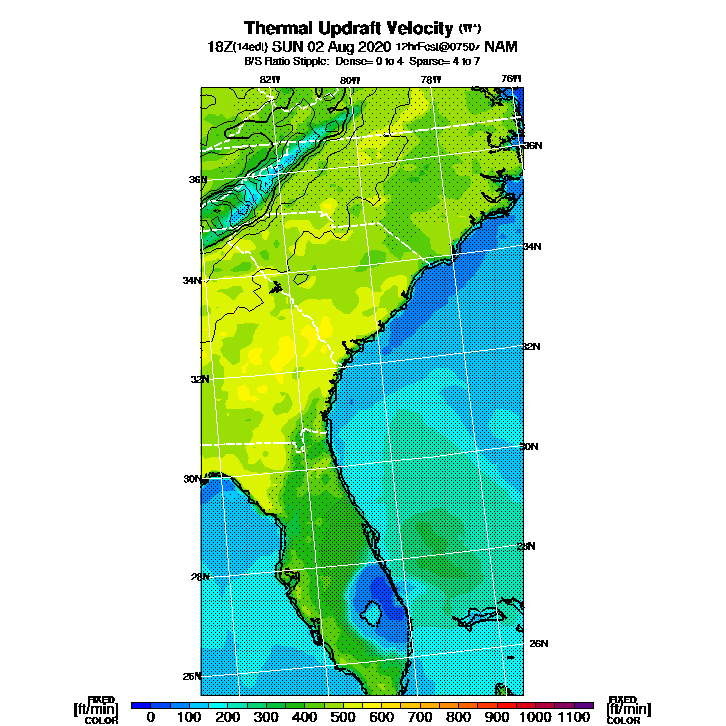 Thermal Updraft Velocity (W*)
18Z(14edt) SUN 02 Aug 2020 12hrFcst@0750z NAM
B/S Ratio Stipple: Dense= 0 to 4 Sparse= 4 to 7
82W 80W 78W 76W
36N
36N
34N
34N
32N
32N
30N
30N
28N
28N
26N
26N
FIXED
[ft/min]
COLOR
0 100 200 300 400 500 600 700 800 900 1000 1100
FIXED
[ft/min]
COLOR